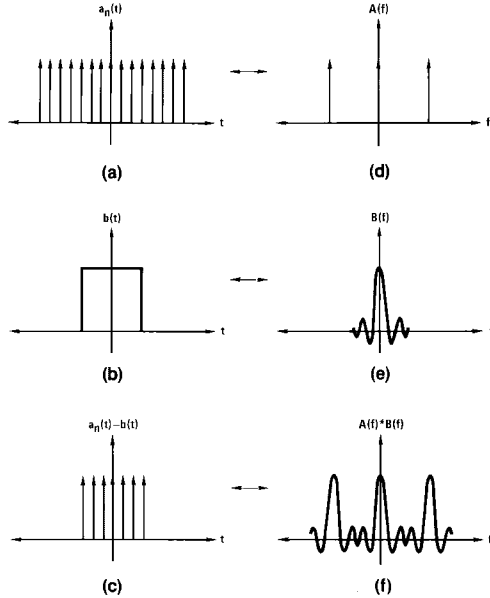 aₙ(t)
A(f)
t
f
(a)
(d)
b(t)
B(f)
t
(b)
(e)
aₙ(t)–b(t)
A(f)*B(f)
t
(c)
(f)